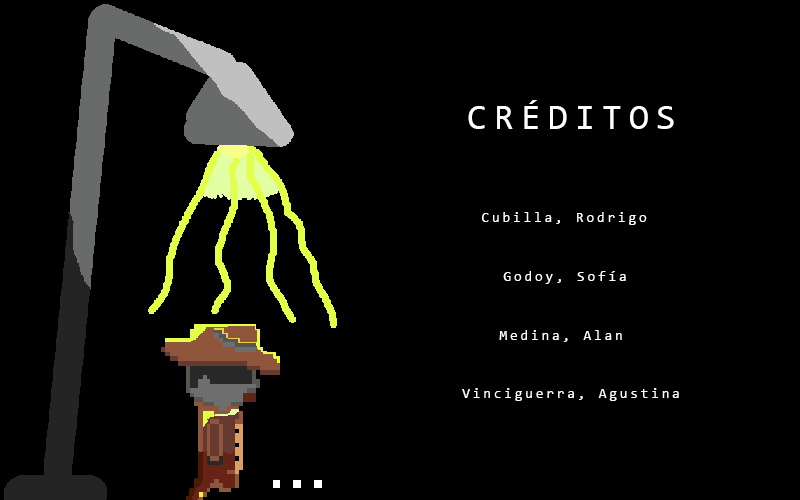 CRÉDITOS
Cubilla, Rodrigo
Godoy, Sofía
Medina, Alan
Vinciguerra, Agustina
...